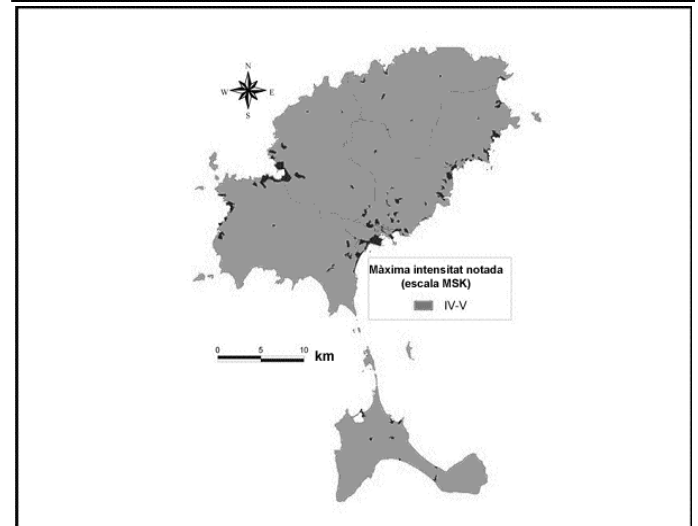 N
W E
S
Màxima intensitat notada
(escala MSK)
IV-V
0 5 10
km